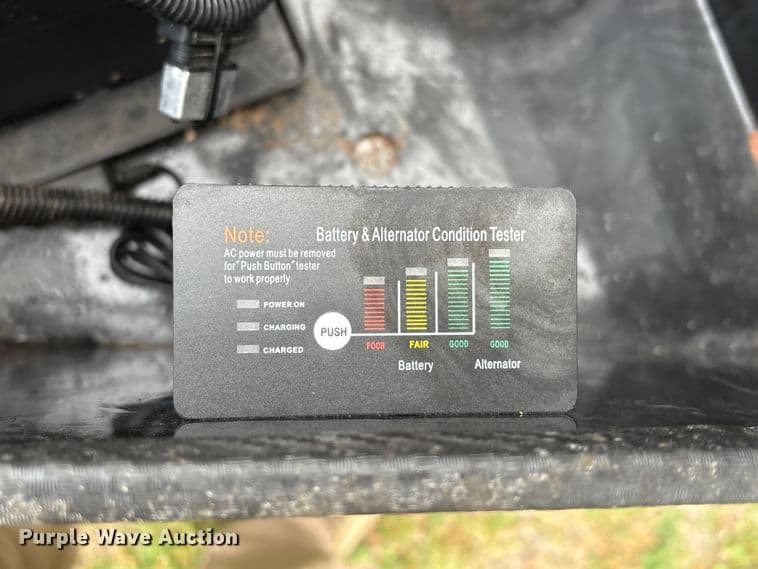 Note:
Battery & Alternator Condition Tester
AC power must be removed
for "Push Button" tester
to work properly
POWER ON
CHARGING
CHARGED
PUSH
POOR
FAIR
GOOD
GOOD
Battery
Alternator
Purple Wave Auction